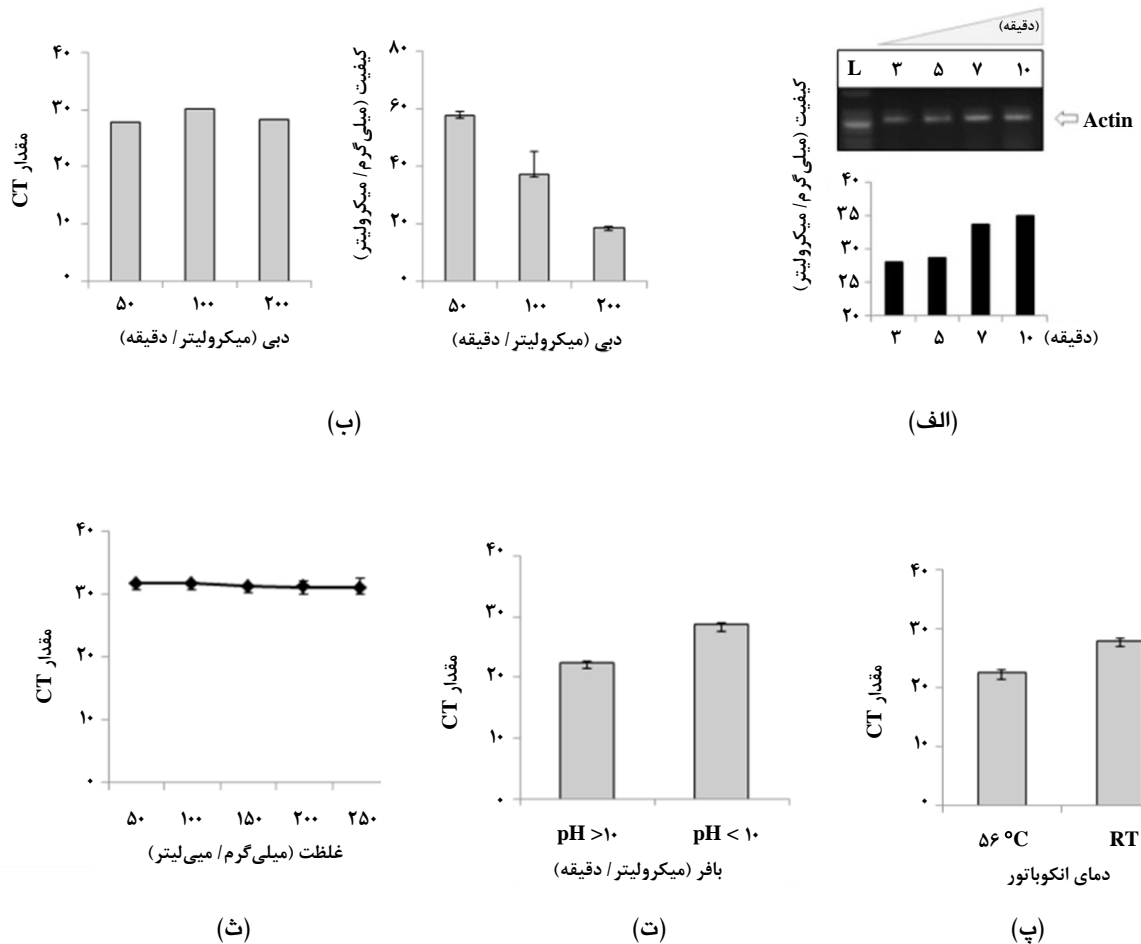 (دقیقه)
L ۳ ۵ ۷ ۱۰
Actin
کیفیت (میلی‌گرم/ میکرولیتر)
۴۰
۳۵
۳۰
۲۵
۲۰
۳ ۵ ۷ ۱۰ (دقیقه)
(الف)
کیفیت (میلی‌گرم/ میکرولیتر)
۸۰
۶۰
۴۰
۲۰
۰
۵۰ ۱۰۰ ۲۰۰
دبی (میکرولیتر/ دقیقه)
مقدار CT
۴۰
۳۰
۲۰
۱۰
۰
۵۰ ۱۰۰ ۲۰۰
دبی (میکرولیتر/ دقیقه)
(ب)
مقدار CT
۴۰
۳۰
۲۰
۱۰
۰
۵۶ °C RT
دمای انکوباتور
(پ)
مقدار CT
۴۰
۳۰
۲۰
۱۰
۰
pH >۱۰ pH < ۱۰
بافر (میکرولیتر/ دقیقه)
(ت)
مقدار CT
۴۰
۳۰
۲۰
۱۰
۰
۵۰ ۱۰۰ ۱۵۰ ۲۰۰ ۲۵۰
غلظت (میلی‌گرم/ میبی‌لیتر)
(ث)